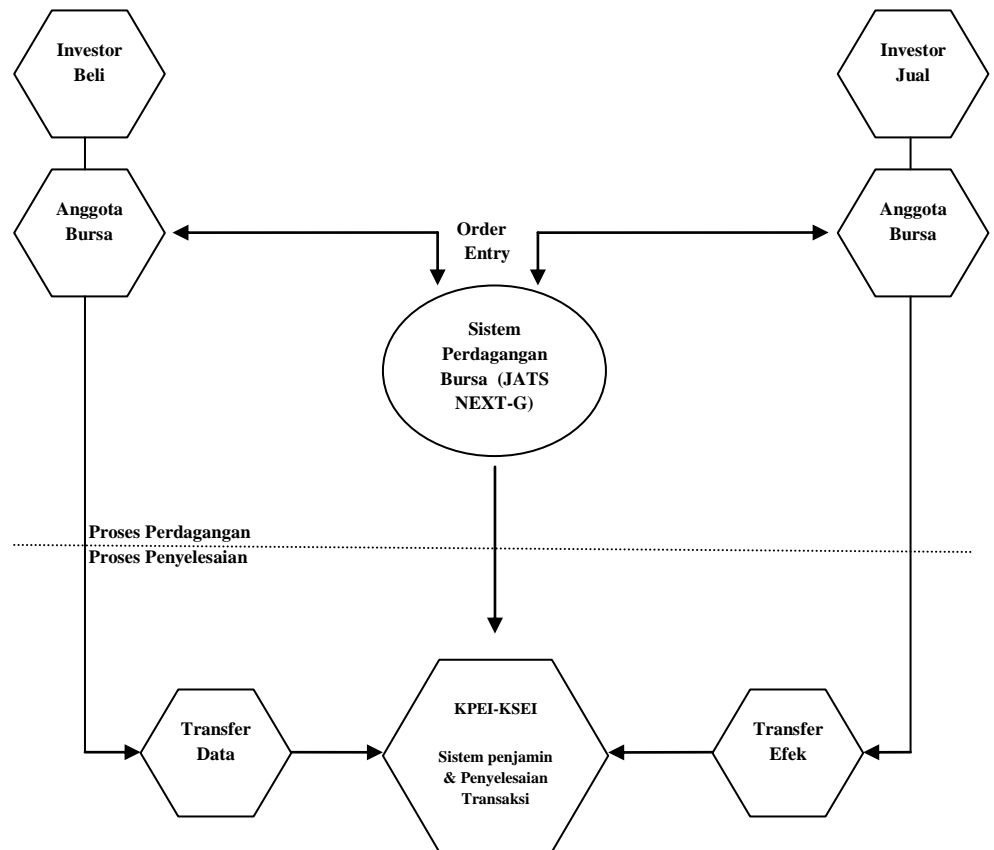 Investor
Beli
Investor
Jual
Anggota
Bursa
Order
Entry
Anggota
Bursa
Sistem
Perdagangan
Bursa (JATS
NEXT-G)
Proses Perdagangan
Proses Penyelesaian
Transfer
Data
KPEI-KSEI
Sistem penjamin
& Penyelesaian
Transaksi
Transfer
Efek